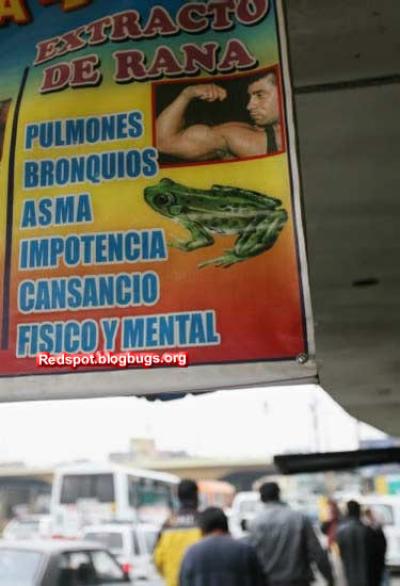 EXTRACTO
DE RANA
PULMONES
BRONQUIOS
ASMA
IMPOTENCIA
CANSANCIO
FISICO Y MENTAL
Redspot.blogbugs.org